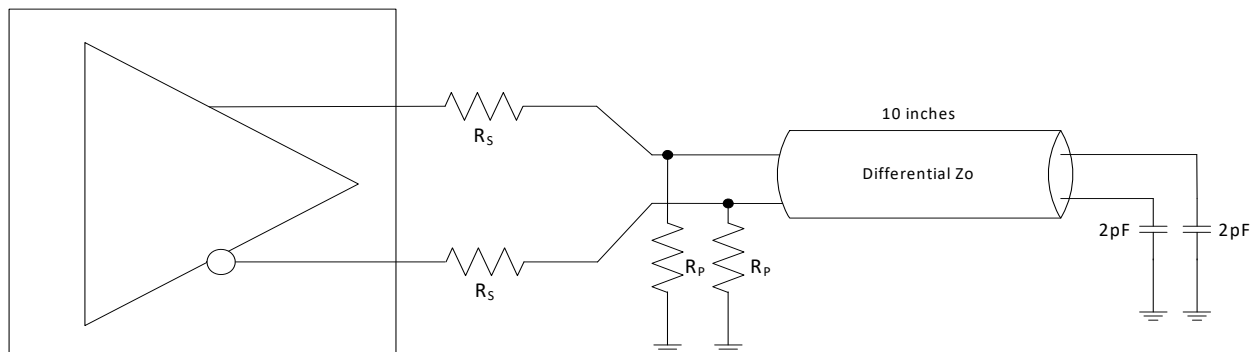 10 inches
R_S
Differential Zo
2pF
2pF
R_P
R_P
R_S